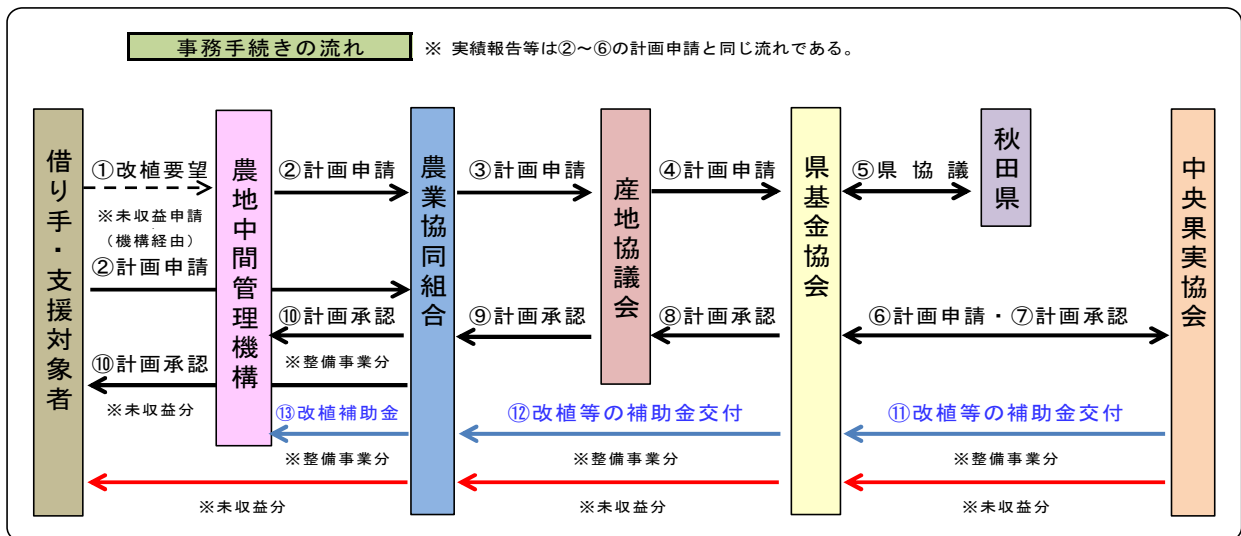 事務手続きの流れ
※ 実績報告等は②～⑥の計画申請と同じ流れである。
借り手・支援対象者
農地中間管理機構
農業協同組合
産地協議会
県基金協会
秋田県
中央果実協会
①改植要望
②計画申請
③計画申請
④計画申請
⑤県 協 議
※未収益申請
（機構経由）
②計画申請
⑩計画承認
⑨計画承認
⑧計画承認
⑥計画申請・⑦計画承認
※整備事業分
⑩計画承認
※未収益分
⑬改植補助金
⑫改植等の補助金交付
⑪改植等の補助金交付
※整備事業分
※整備事業分
※整備事業分
※未収益分
※未収益分
※未収益分